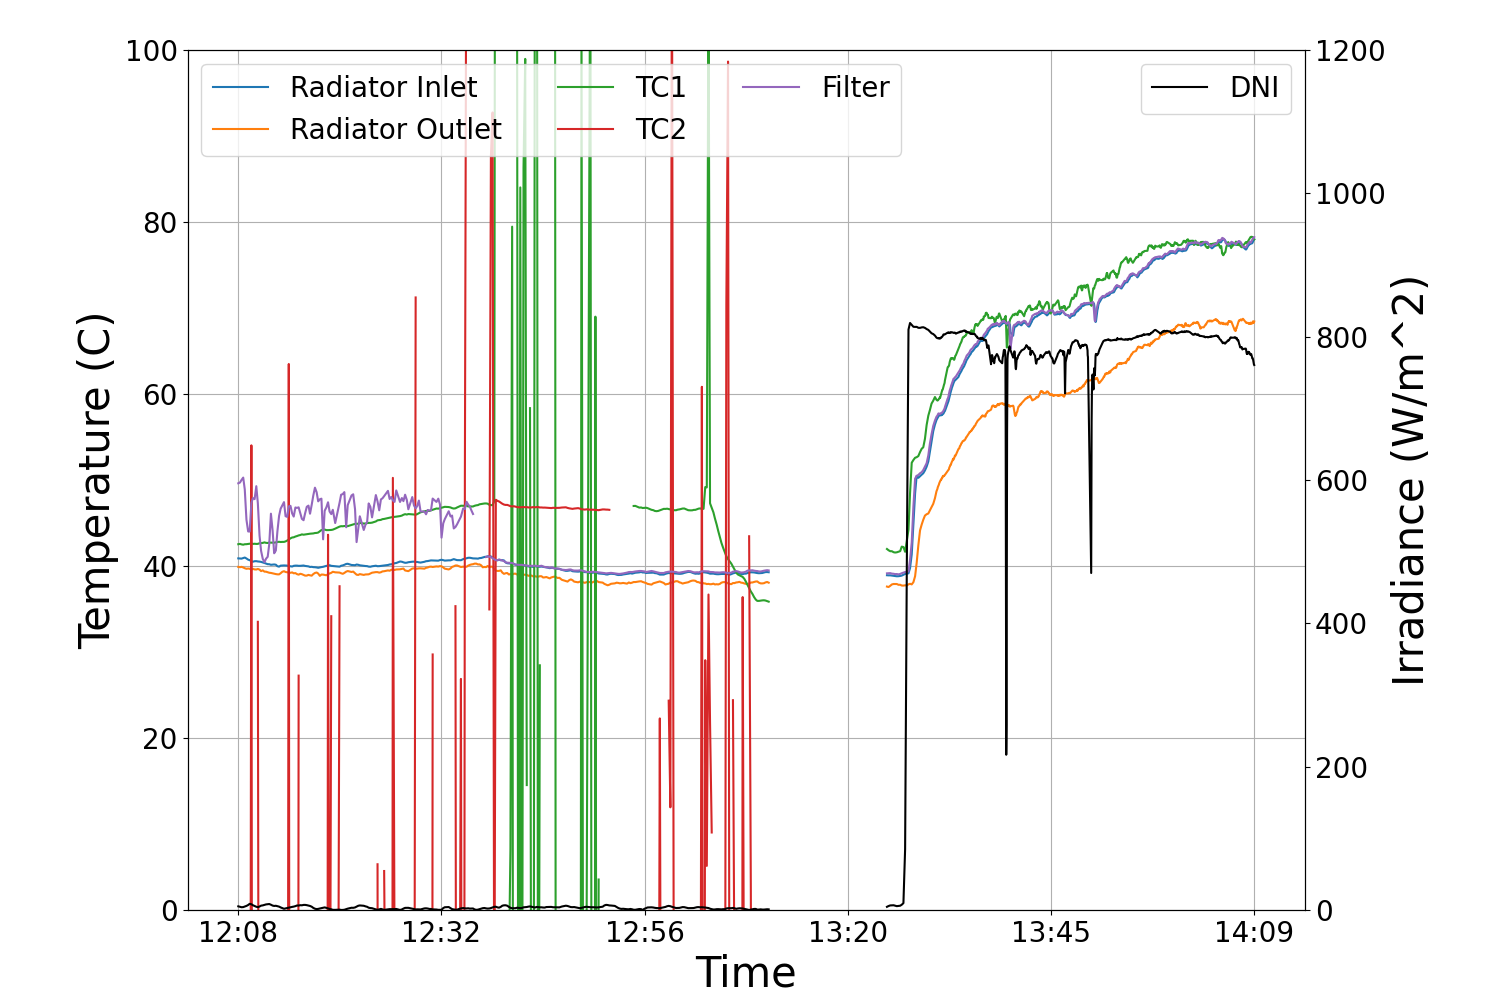 Radiator Inlet
Radiator Outlet
TC1
TC2
Filter
DNI
Temperature (C)
100
80
60
40
20
0
1200
1000
800
600
400
200
0
Irradiance (W/m^2)
12:08 12:32 12:56 13:20 13:45 14:09
Time